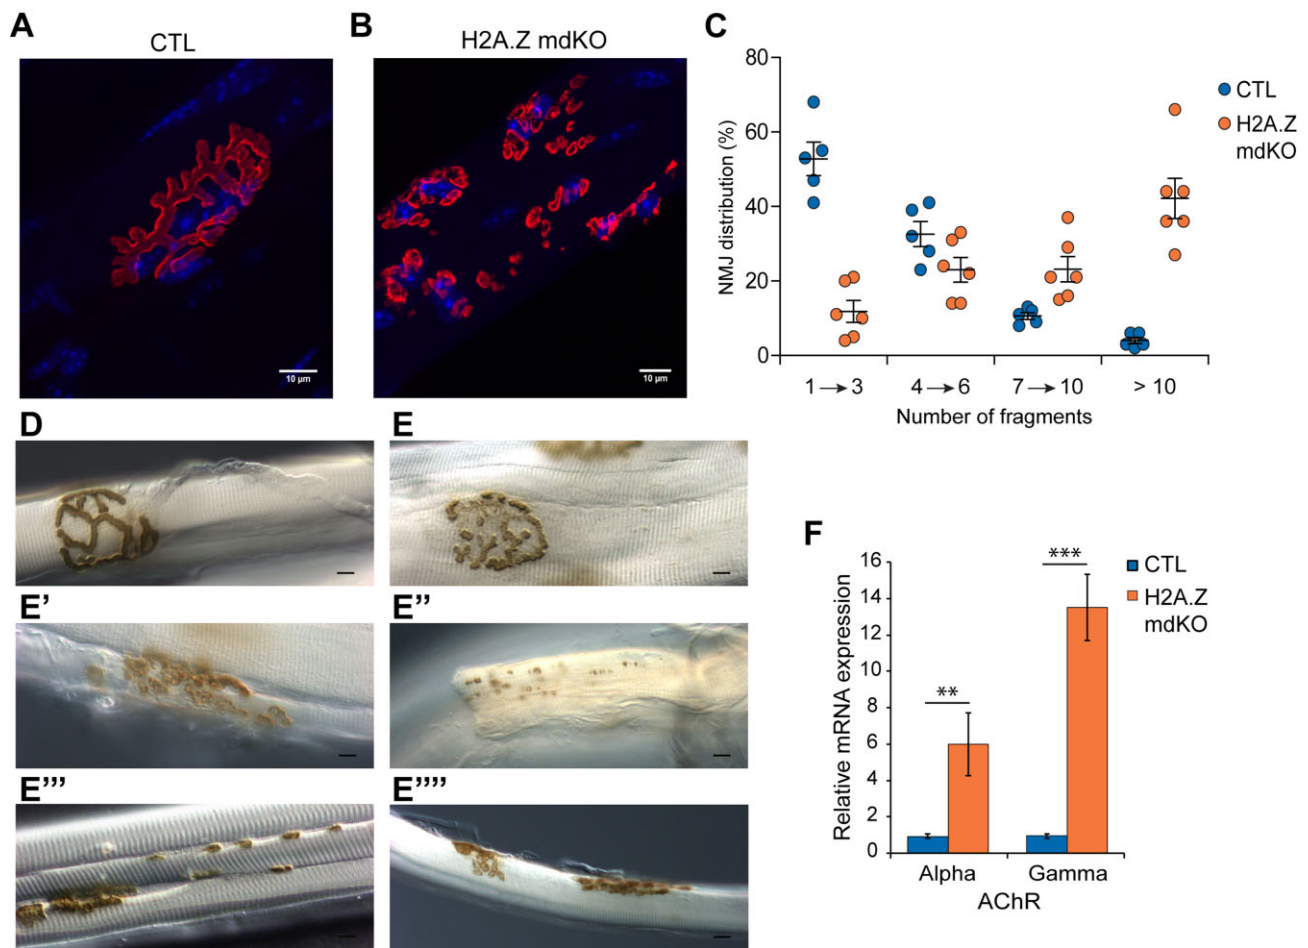 A
CTL
10 µm
B
H2A.Z mdKO
10 µm
C
80
60
40
20
0
NMJ distribution (%)
1 → 3
4 → 6
7 → 10
> 10
Number of fragments
CTL
H2A.Z
mdKO
D
E
E’
E’’
E’’’
E’’’’
F
16
14
12
10
8
6
4
2
0
Relative mRNA expression
**
***
Alpha
Gamma
AChR
CTL
H2A.Z
mdKO